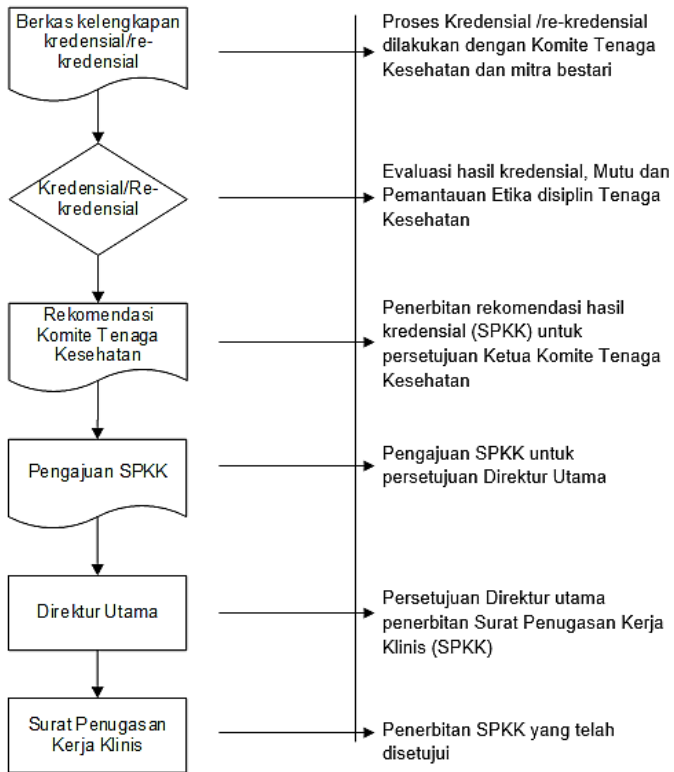 Berkas kelengkapan
kredensial/re-
kredensial
Proses Kredensial /re-kredensial
dilakukan dengan Komite Tenaga
Kesehatan dan mitra bestari
Kredensial/Re-
kredensial
Evaluasi hasil kredensial, Mutu dan
Pemantauan Etika disiplin Tenaga
Kesehatan
Rekomendasi
Komite Tenaga
Kesehatan
Penerbitan rekomendasi hasil
kredensial (SPKK) untuk
persetujuan Ketua Komite Tenaga
Kesehatan
Pengajuan SPKK
Pengajuan SPKK untuk
persetujuan Direktur Utama
Direktur Utama
Persetujuan Direktur utama
penerbitan Surat Penugasan Kerja
Klinis (SPKK)
Surat Penugasan
Kerja Klinis
Penerbitan SPKK yang telah
disetujui